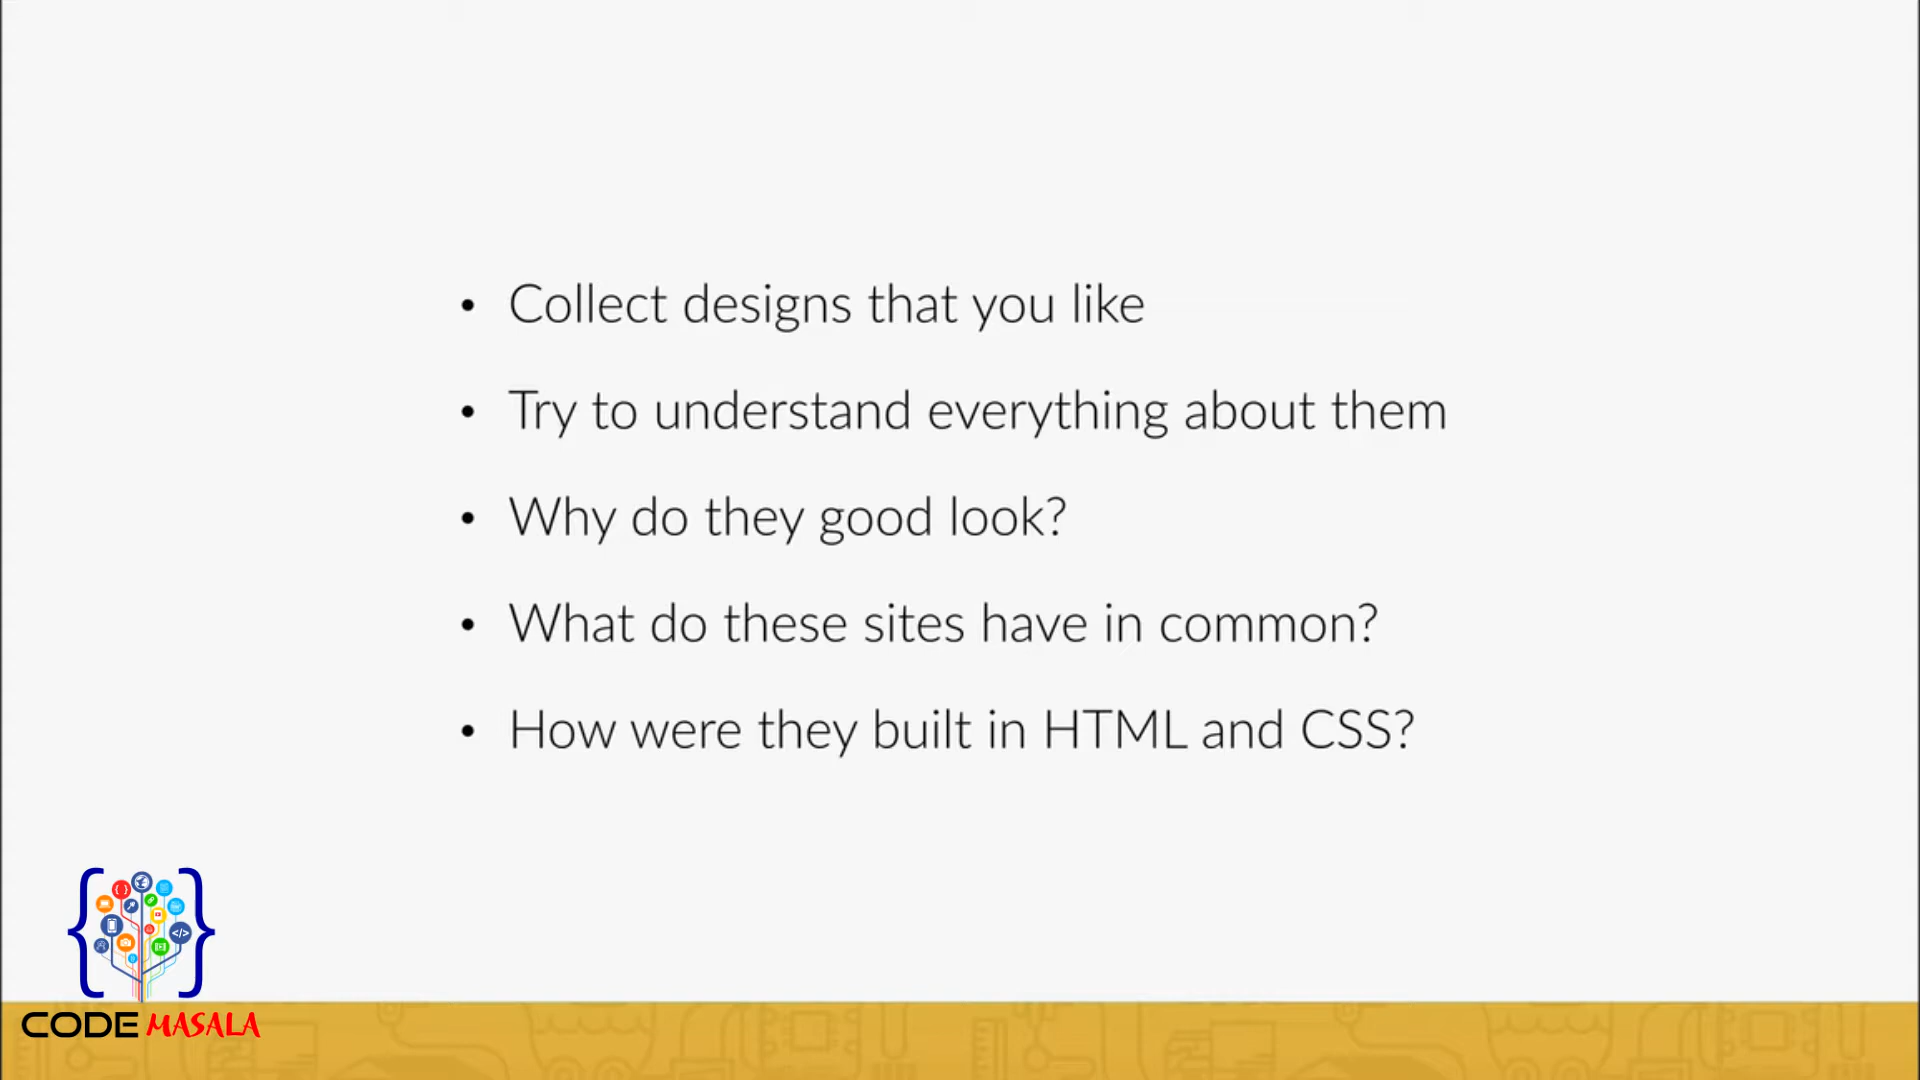 • Collect designs that you like
• Try to understand everything about them
• Why do they good look?
• What do these sites have in common?
• How were they built in HTML and CSS?
CODE MASALA